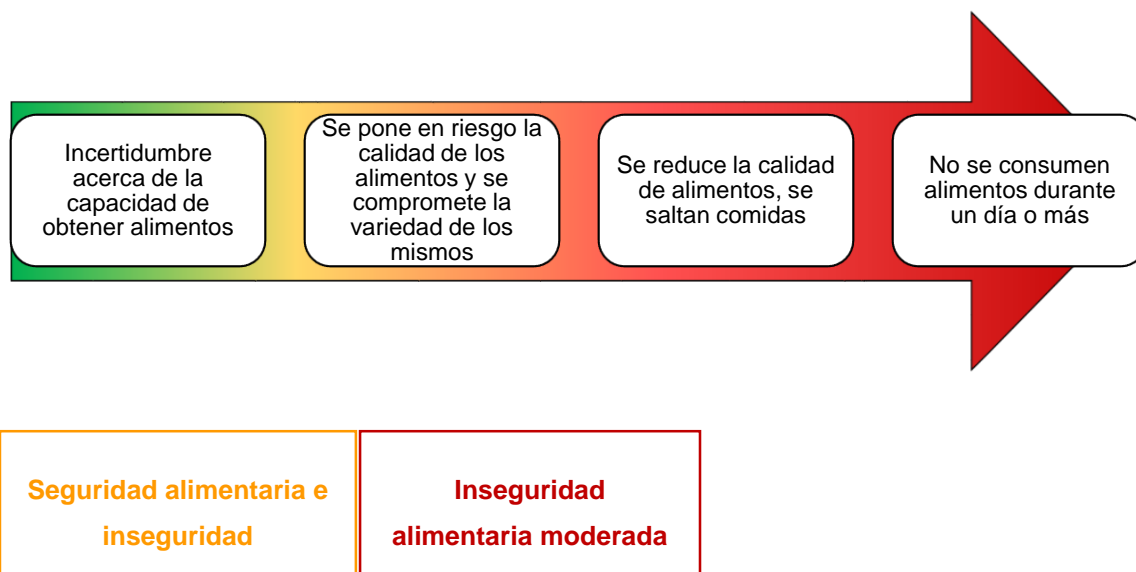 Incertidumbre
acerca de la
capacidad de
obtener alimentos
Se pone en riesgo la
calidad de los
alimentos y se
compromete la
variedad de los
mismos
Se reduce la calidad
de alimentos, se
saltan comidas
No se consumen
alimentos durante
un día o más
Seguridad alimentaria e
inseguridad
Inseguridad
alimentaria moderada